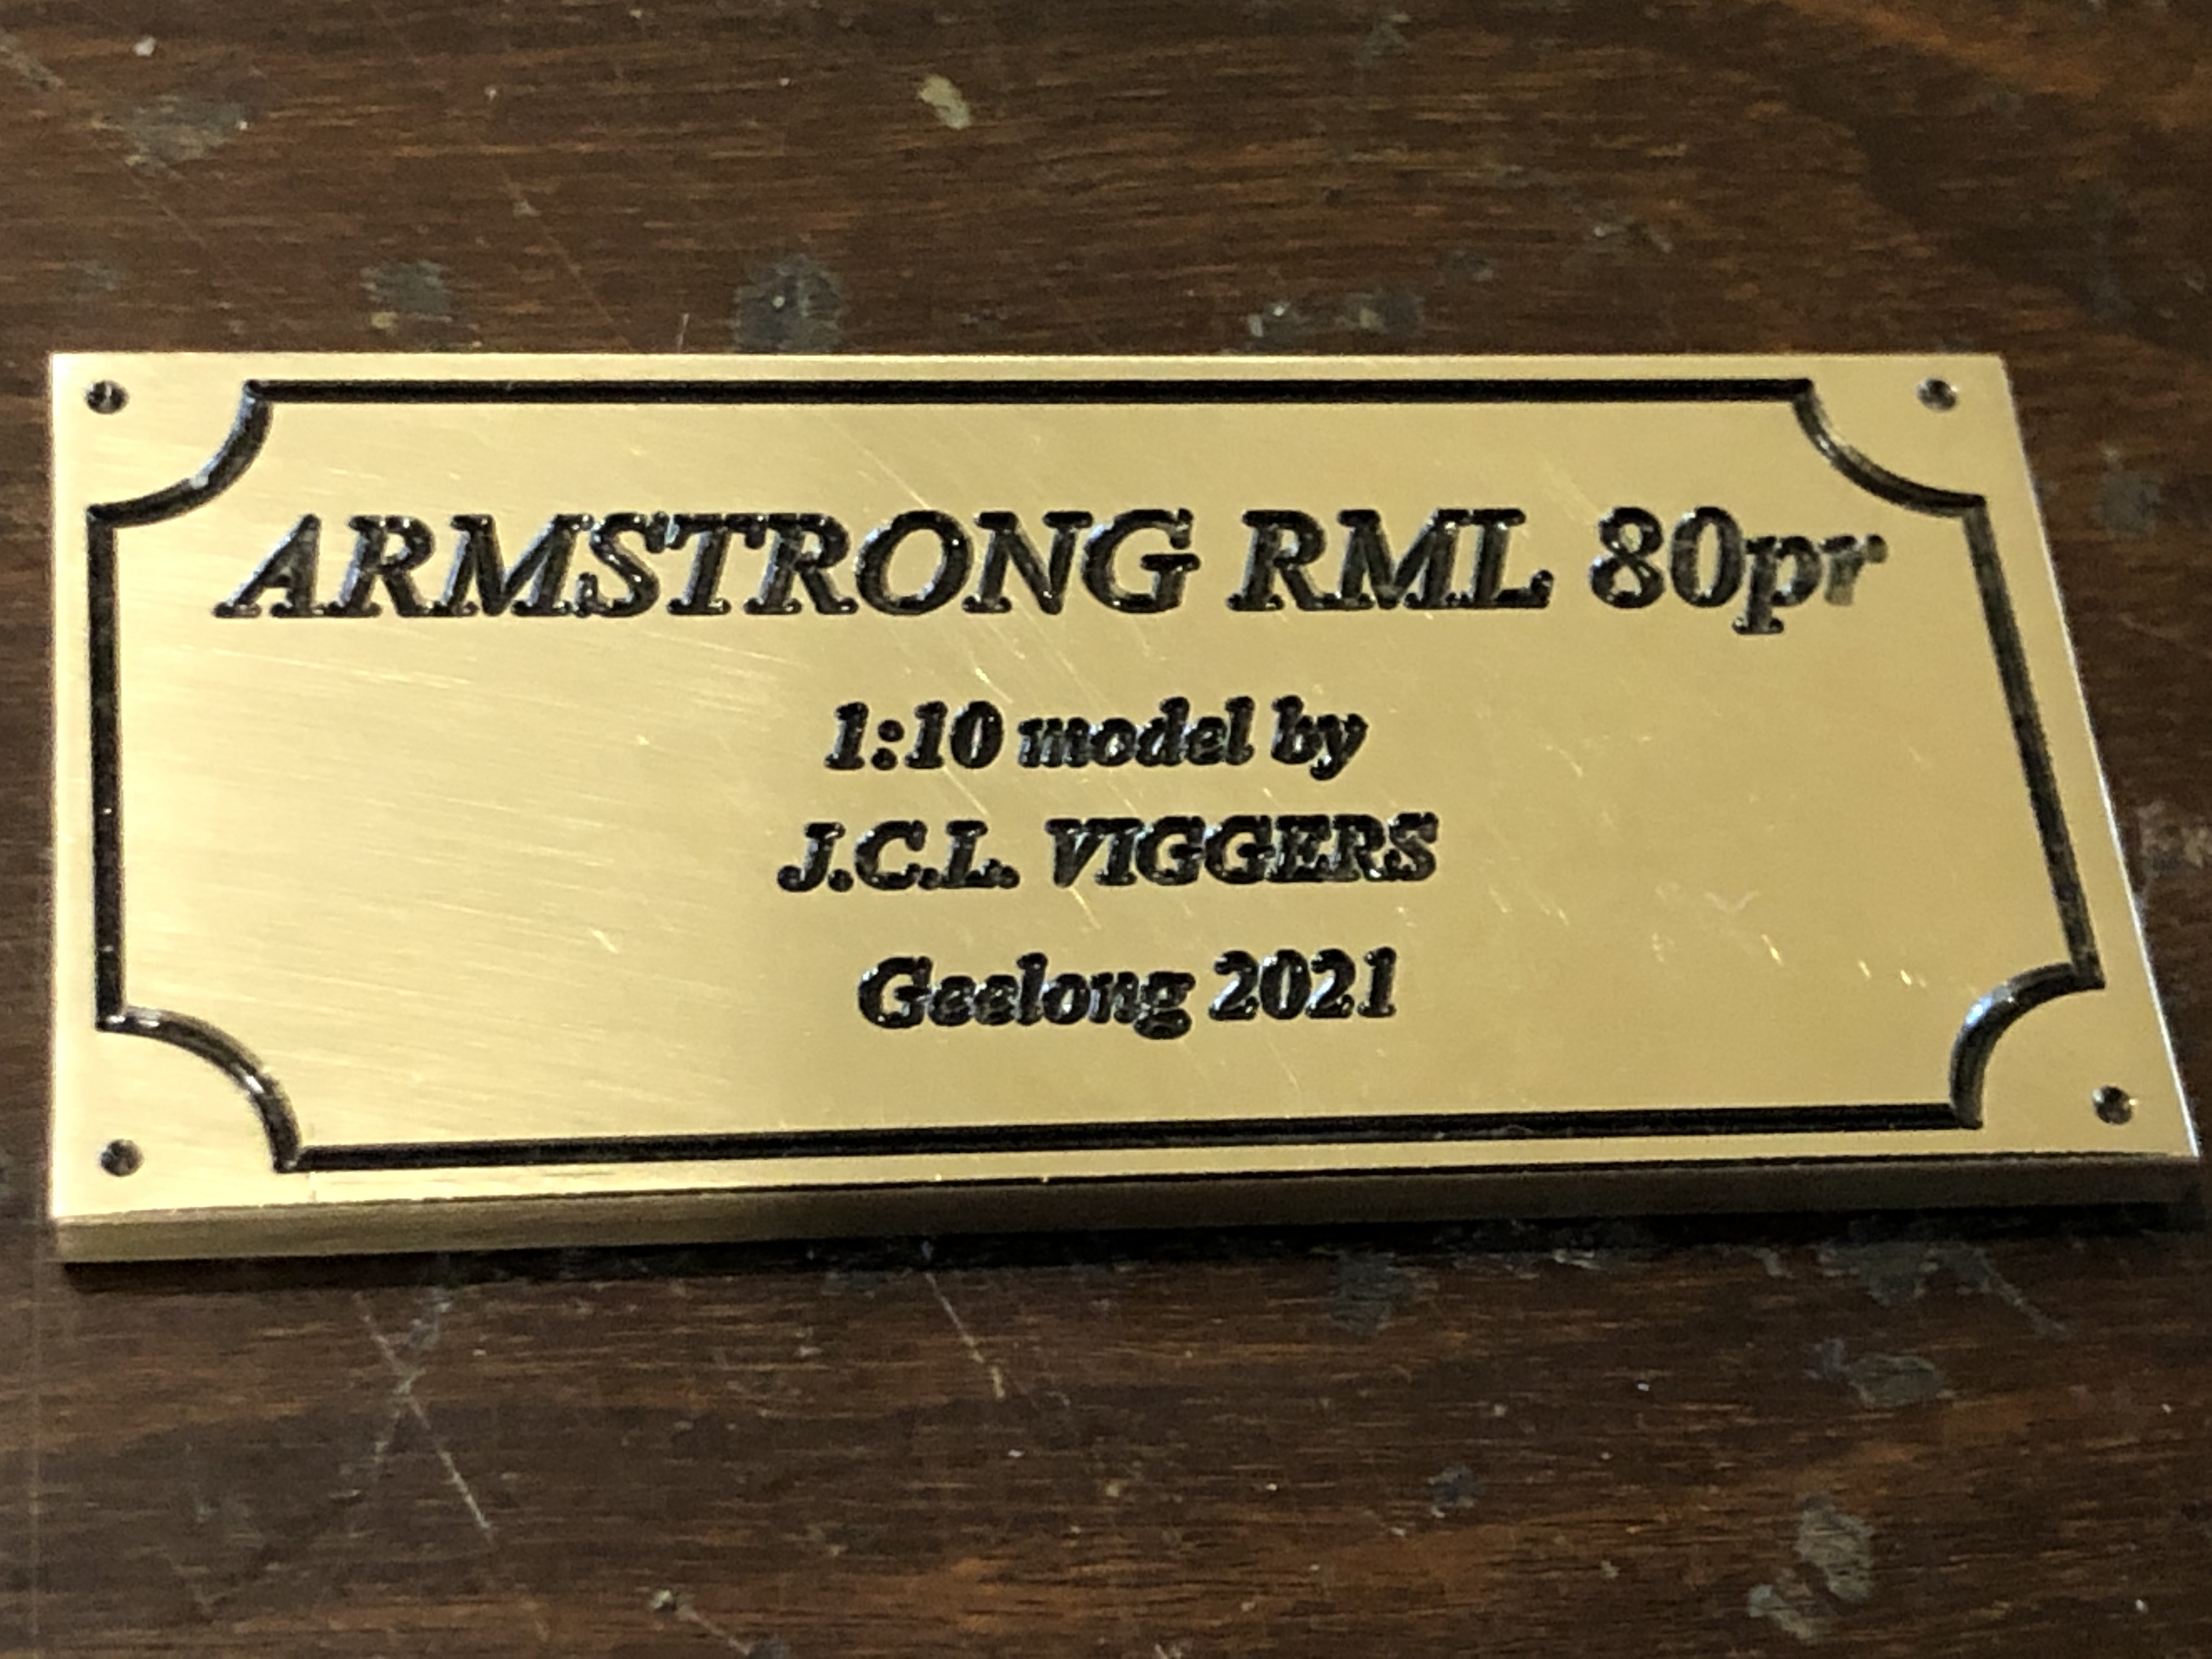 ARMSTRONG RML 80pr
1:10 model by
J.C.L. VIGGERS
Geelong 2021